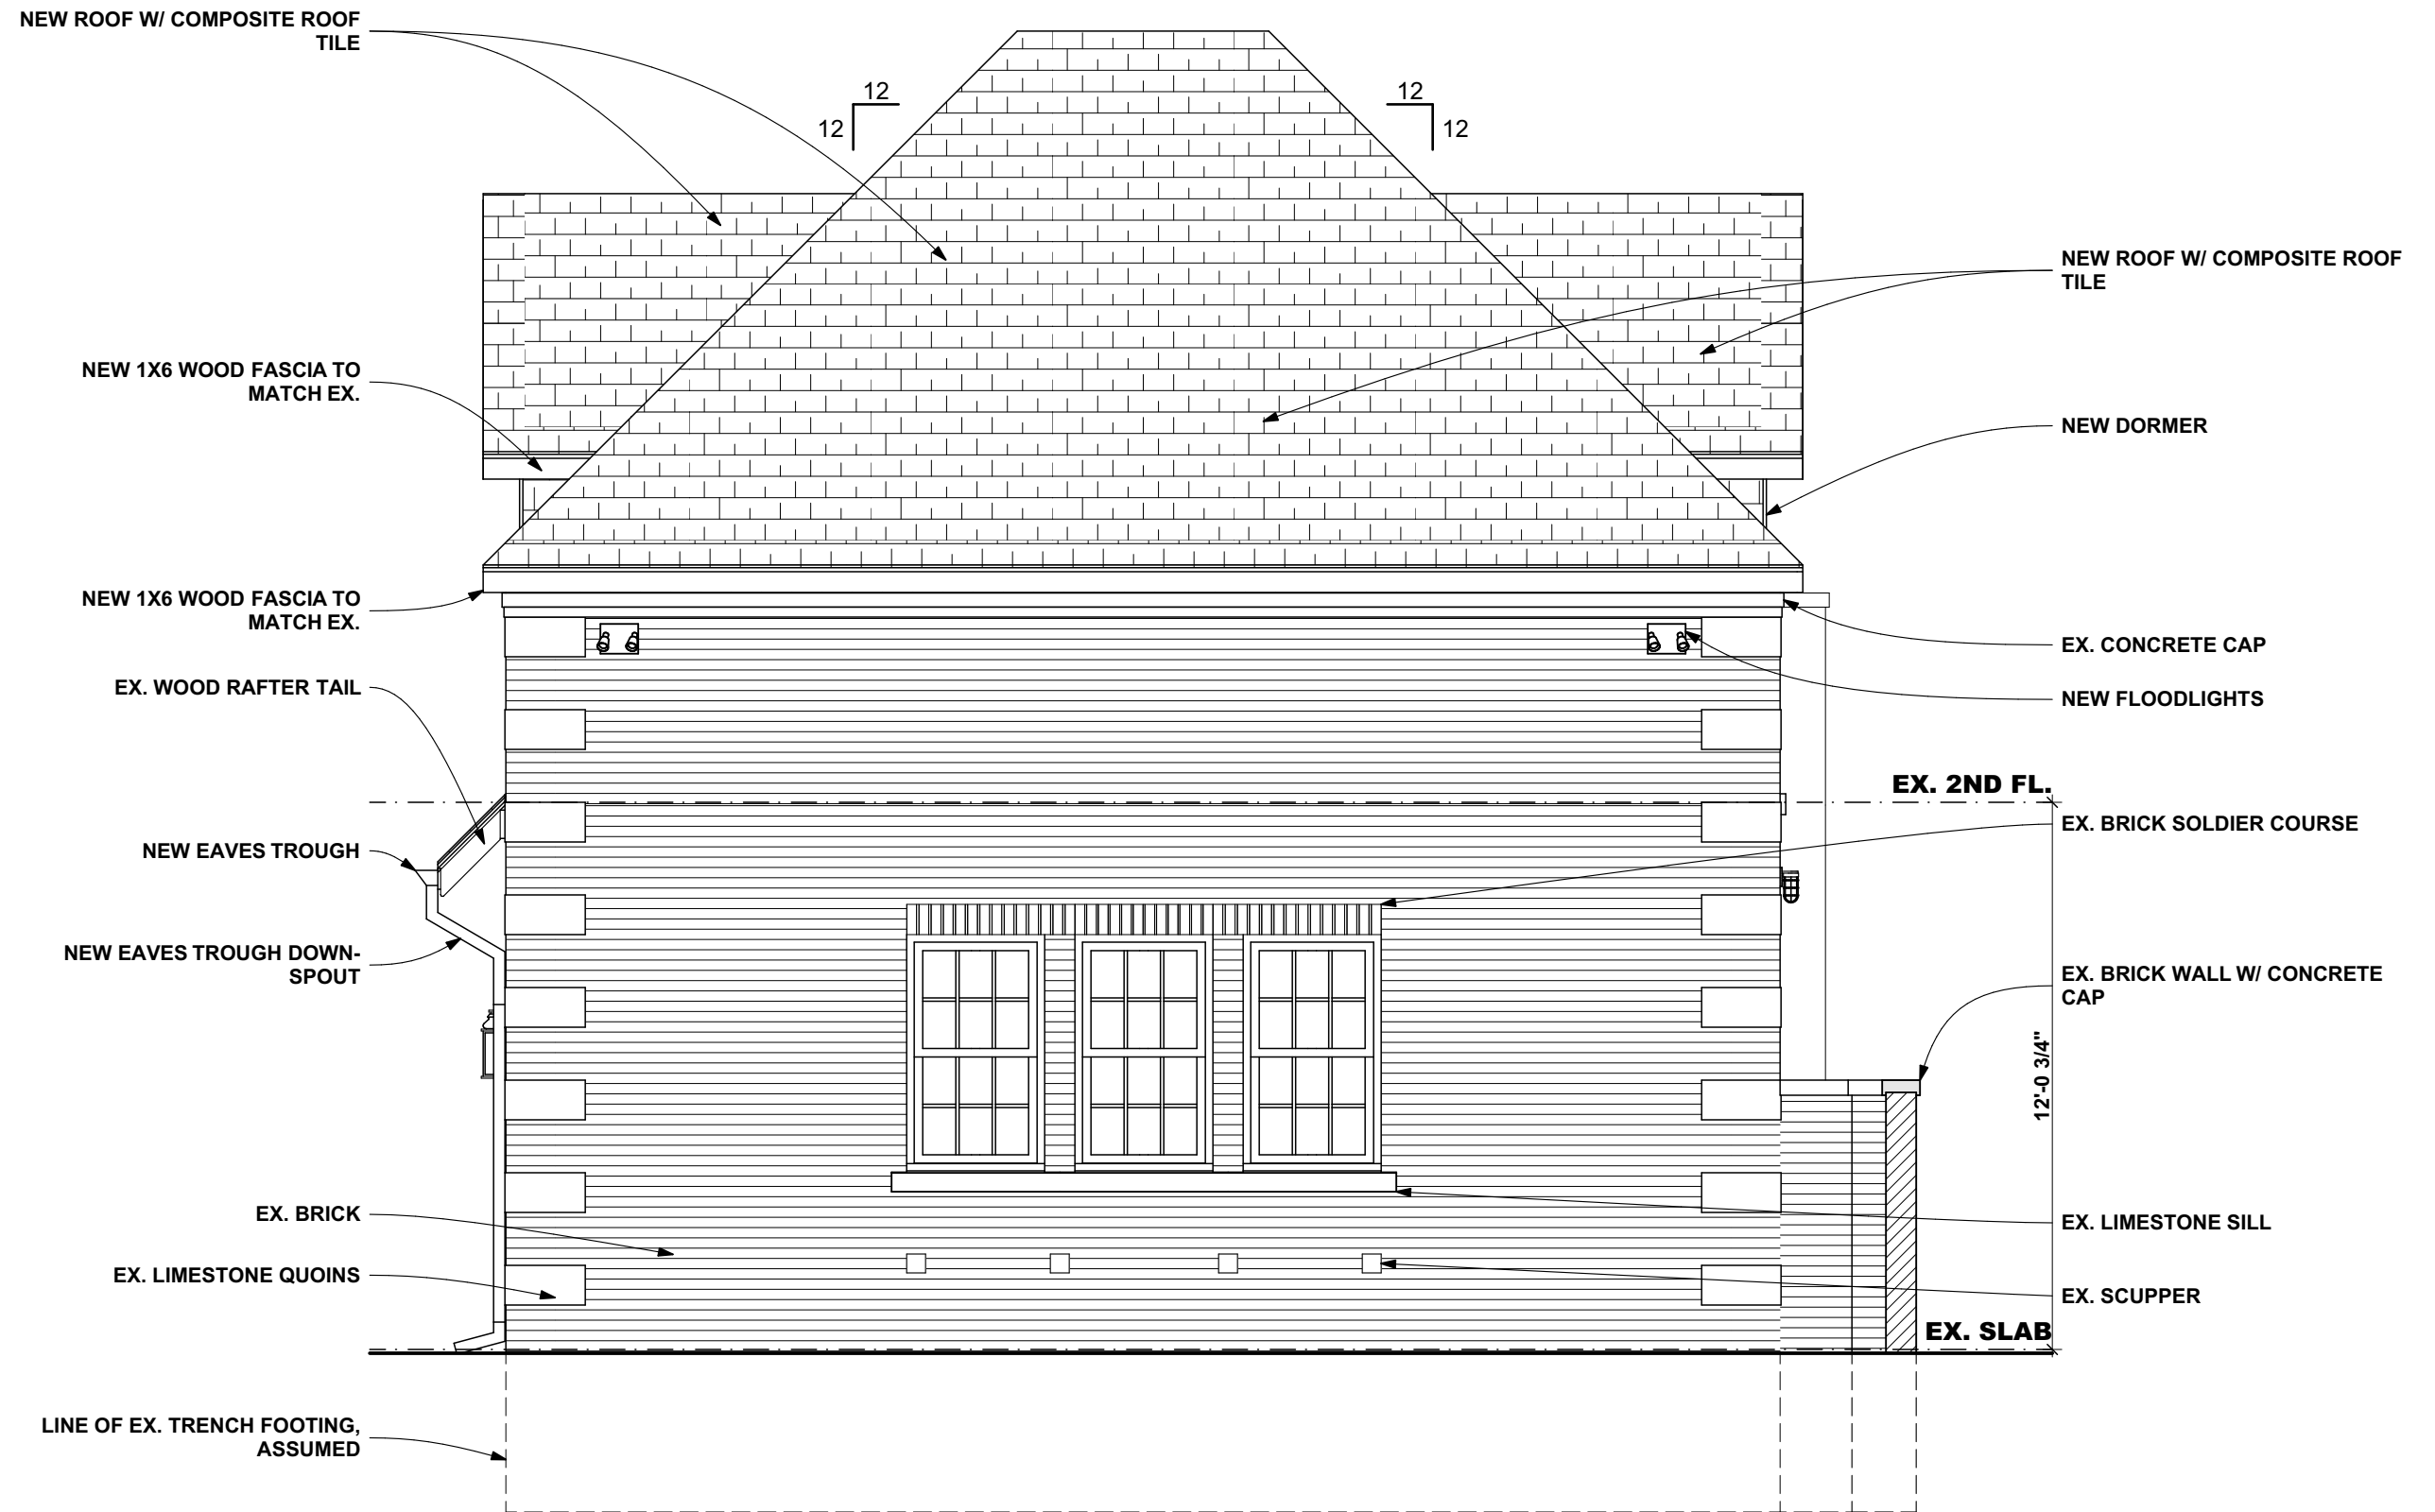 NEW ROOF W/ COMPOSITE ROOF
TILE
12
12
12
12
NEW ROOF W/ COMPOSITE ROOF
TILE
NEW 1X6 WOOD FASCIA TO
MATCH EX.
NEW DORMER
NEW 1X6 WOOD FASCIA TO
MATCH EX.
EX. CONCRETE CAP
EX. WOOD RAFTER TAIL
NEW FLOODLIGHTS
EX. 2ND FL.
EX. BRICK SOLDIER COURSE
NEW EAVES TROUGH
NEW EAVES TROUGH DOWN-
SPOUT
EX. BRICK WALL W/ CONCRETE
CAP
12'-0 3/4"
EX. BRICK
EX. LIMESTONE SILL
EX. LIMESTONE QUOINS
EX. SCUPPER
EX. SLAB
LINE OF EX. TRENCH FOOTING,
ASSUMED